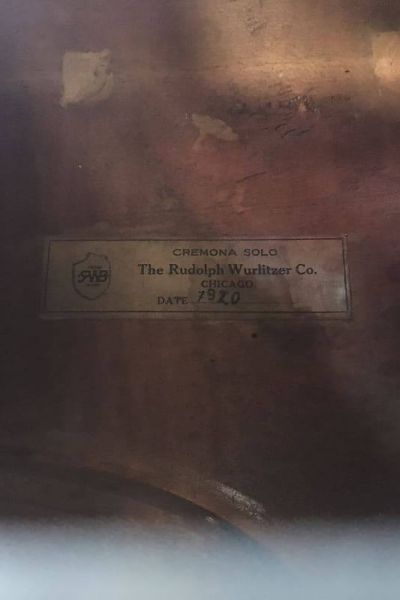 CREMONA SOLO
The Rudolph Wurlitzer Co.
CHICAGO
DATE 1920